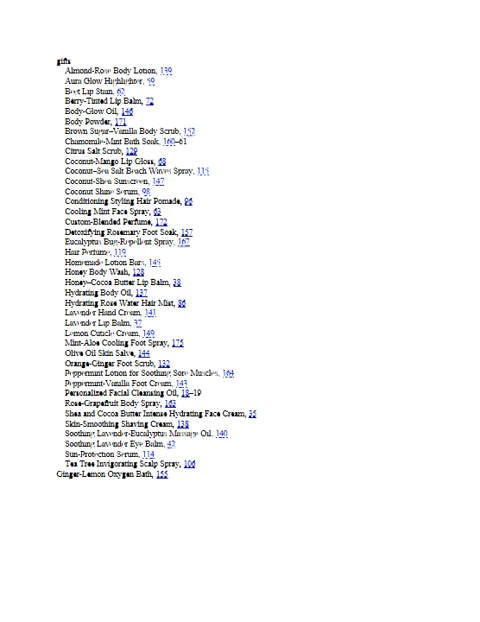 gifts
Almond-Rose Body Lotion, 139
Aura Glow Highlighter, 59
Beet Lip Stain, 62
Berry-Tinted Lip Balm, 72
Body-Glow Oil, 146
Body Powder, 171
Brown Sugar–Vanilla Body Scrub, 152
Chamomile-Mint Bath Soak, 160–61
Citrus Salt Scrub, 129
Coconut-Mango Lip Gloss, 68
Coconut–Sea Salt Beach Waves Spray, 115
Coconut-Shea Sunscreen, 147
Coconut Shine Serum, 98
Conditioning Styling Hair Pomade, 96
Cooling Mint Face Spray, 63
Custom-Blended Perfume, 172
Detoxifying Rosemary Foot Soak, 157
Eucalyptus Bug-Repellent Spray, 167
Hair Perfume, 119
Homemade Lotion Bars, 145
Honey Body Wash, 128
Honey–Cocoa Butter Lip Balm, 38
Hydrating Body Oil, 137
Hydrating Rose Water Hair Mist, 86
Lavender Hand Cream, 141
Lavender Lip Balm, 37
Lemon Cuticle Cream, 149
Mint-Aloe Cooling Foot Spray, 175
Olive Oil Skin Salve, 144
Orange-Ginger Foot Scrub, 132
Peppermint Lotion for Soothing Sore Muscles, 164
Peppermint-Vanilla Foot Cream, 143
Personalized Facial Cleansing Oil, 18–19
Rose-Grapefruit Body Spray, 163
Shea and Cocoa Butter Intense Hydrating Face Cream, 35
Skin-Smoothing Shaving Cream, 138
Soothing Lavender-Eucalyptus Massage Oil, 140
Soothing Lavender Eye Balm, 42
Sun-Protection Serum, 114
Tea Tree Invigorating Scalp Spray, 106
Ginger-Lemon Oxygen Bath, 155